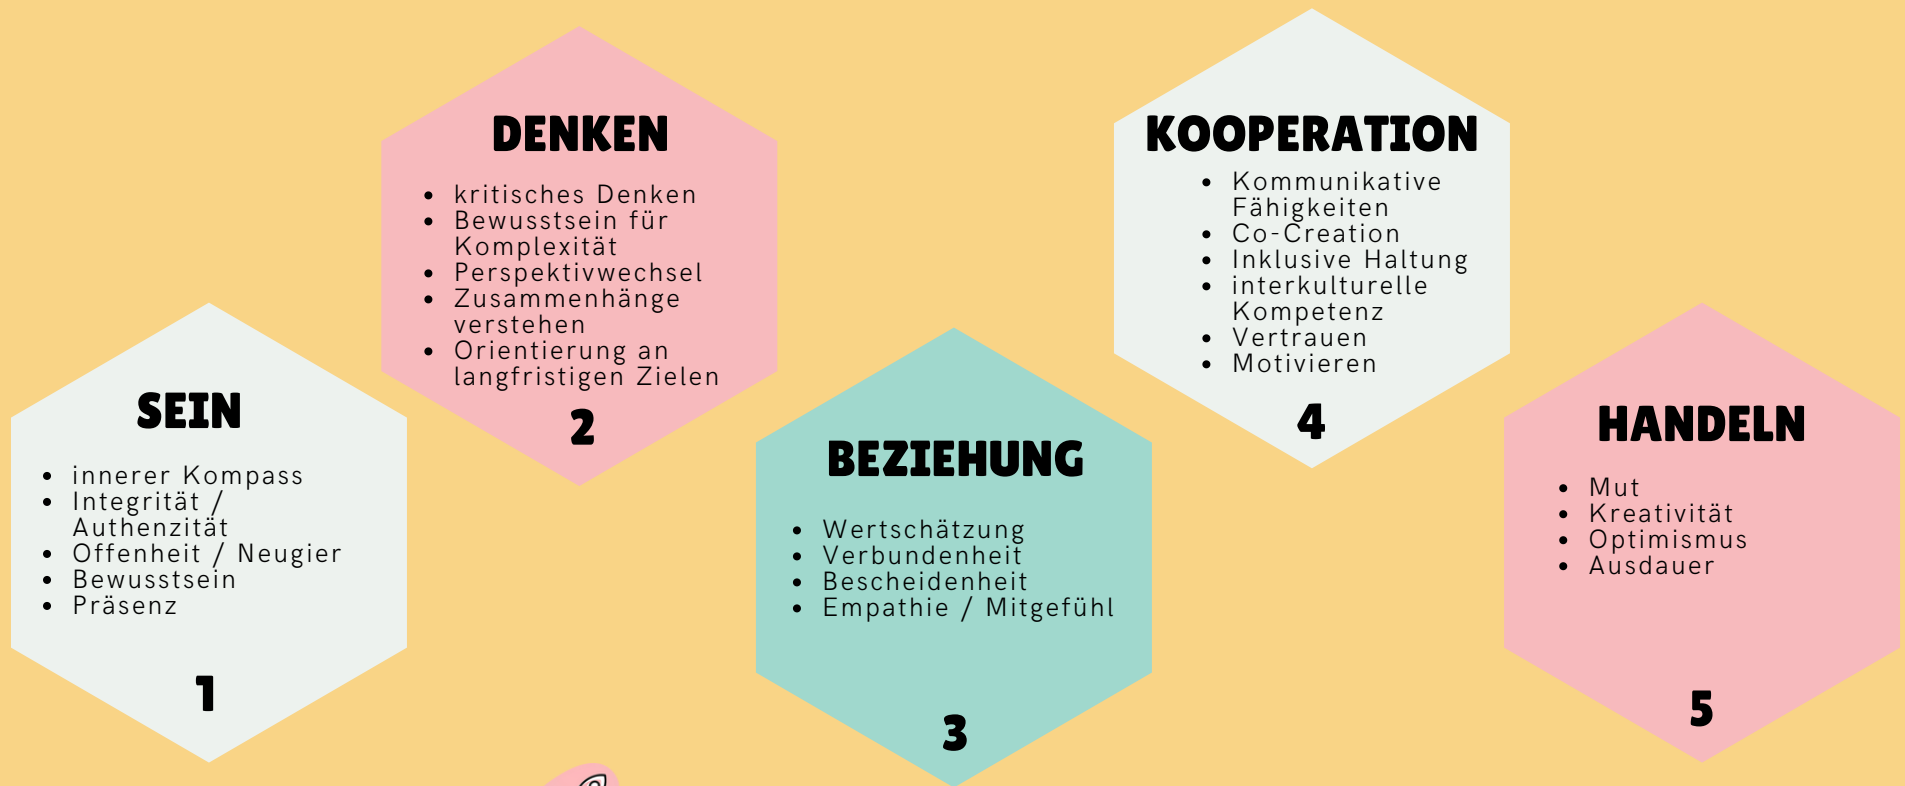 SEIN
• innerer Kompass
• Integrität /
Authenzität
• Offenheit / Neugier
• Bewusstsein
• Präsenz
1
DENKEN
• kritisches Denken
• Bewusstsein für
Komplexität
• Perspektivwechsel
• Zusammenhänge
verstehen
• Orientierung an
langfristigen Zielen
2
BEZIEHUNG
• Wertschätzung
• Verbundenheit
• Bescheidenheit
• Empathie / Mitgefühl
3
KOOPERATION
• Kommunikative
Fähigkeiten
• Co-Creation
• Inklusive Haltung
• interkulturelle
Kompetenz
• Vertrauen
• Motivieren
4
HANDELN
• Mut
• Kreativität
• Optimismus
• Ausdauer
5